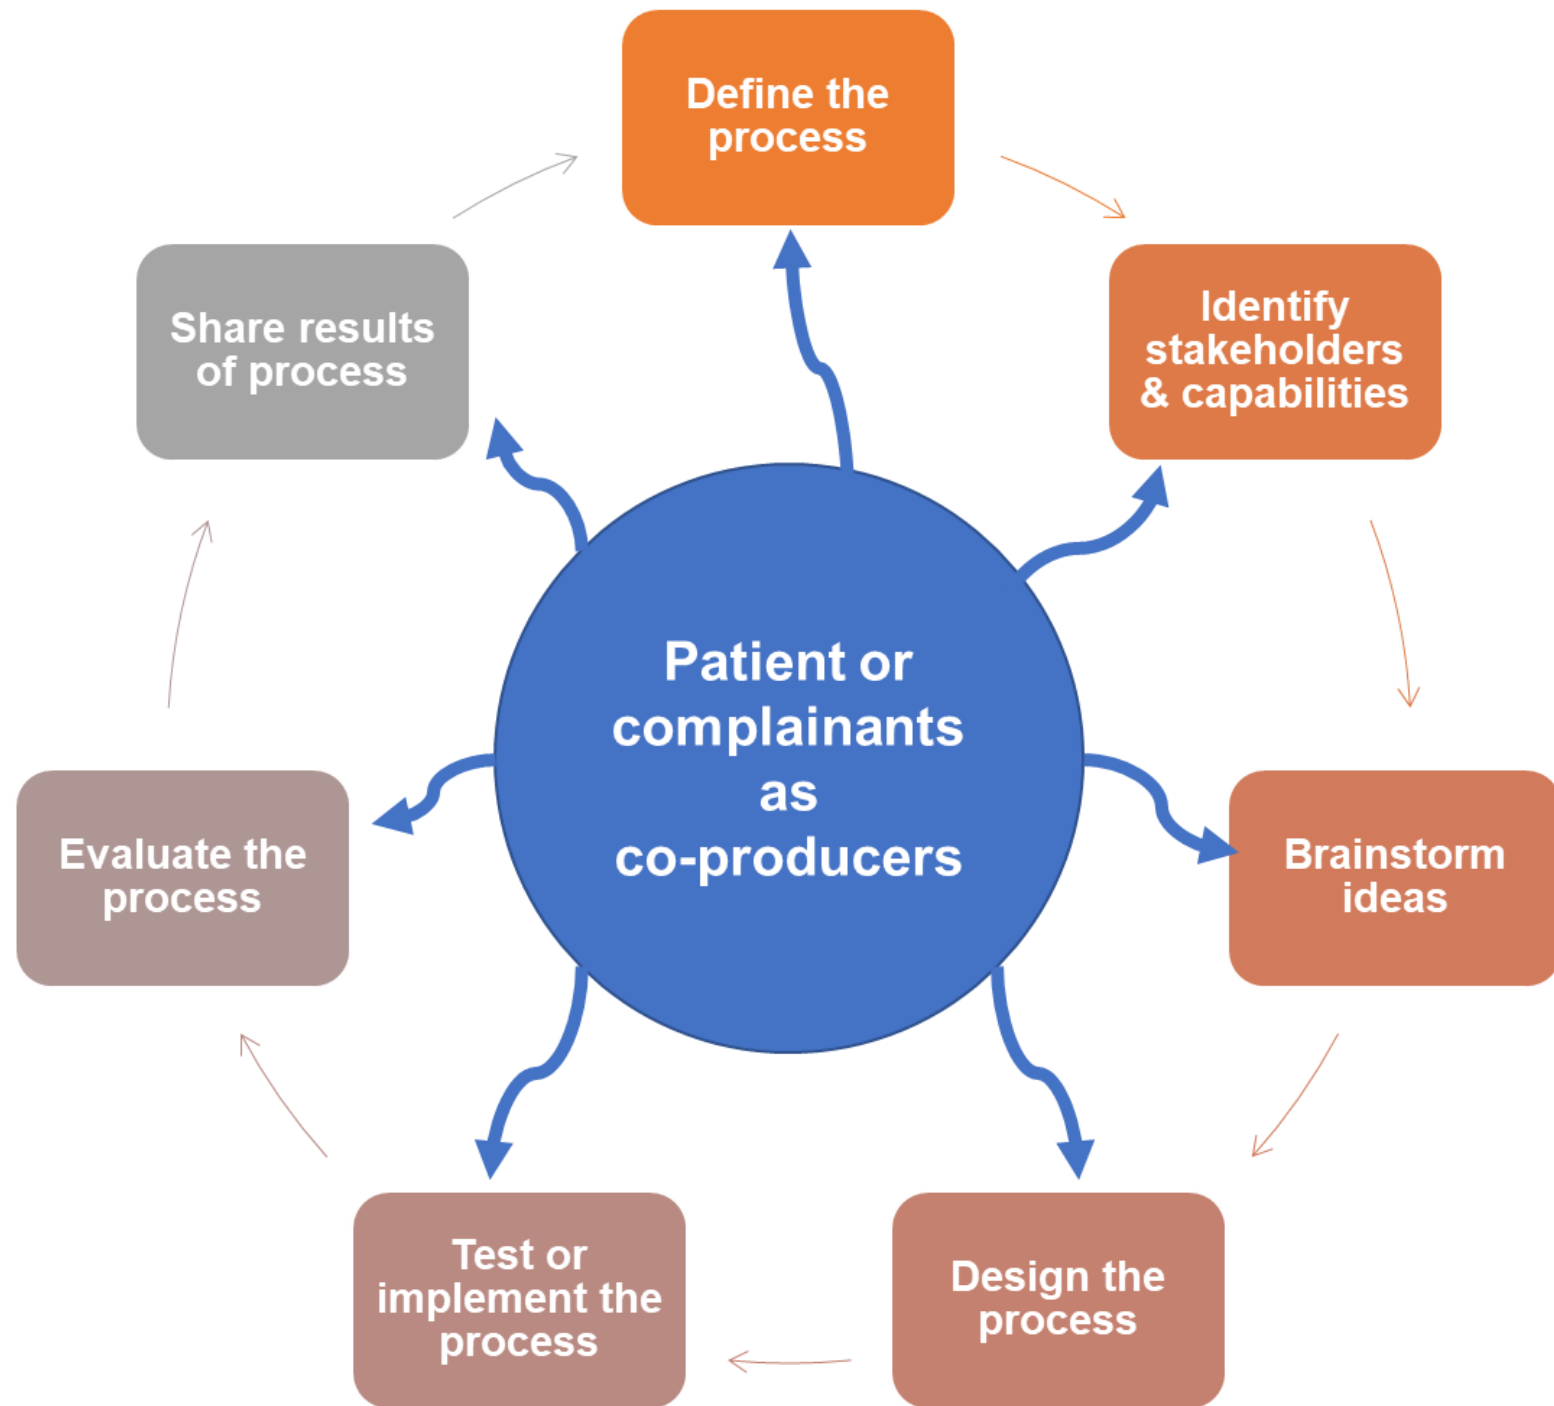 Define the
process
Identify
stakeholders
& capabilities
Brainstorm
ideas
Design the
process
Test or
implement the
process
Evaluate the
process
Share results
of process
Patient or
complainants
as
co-producers